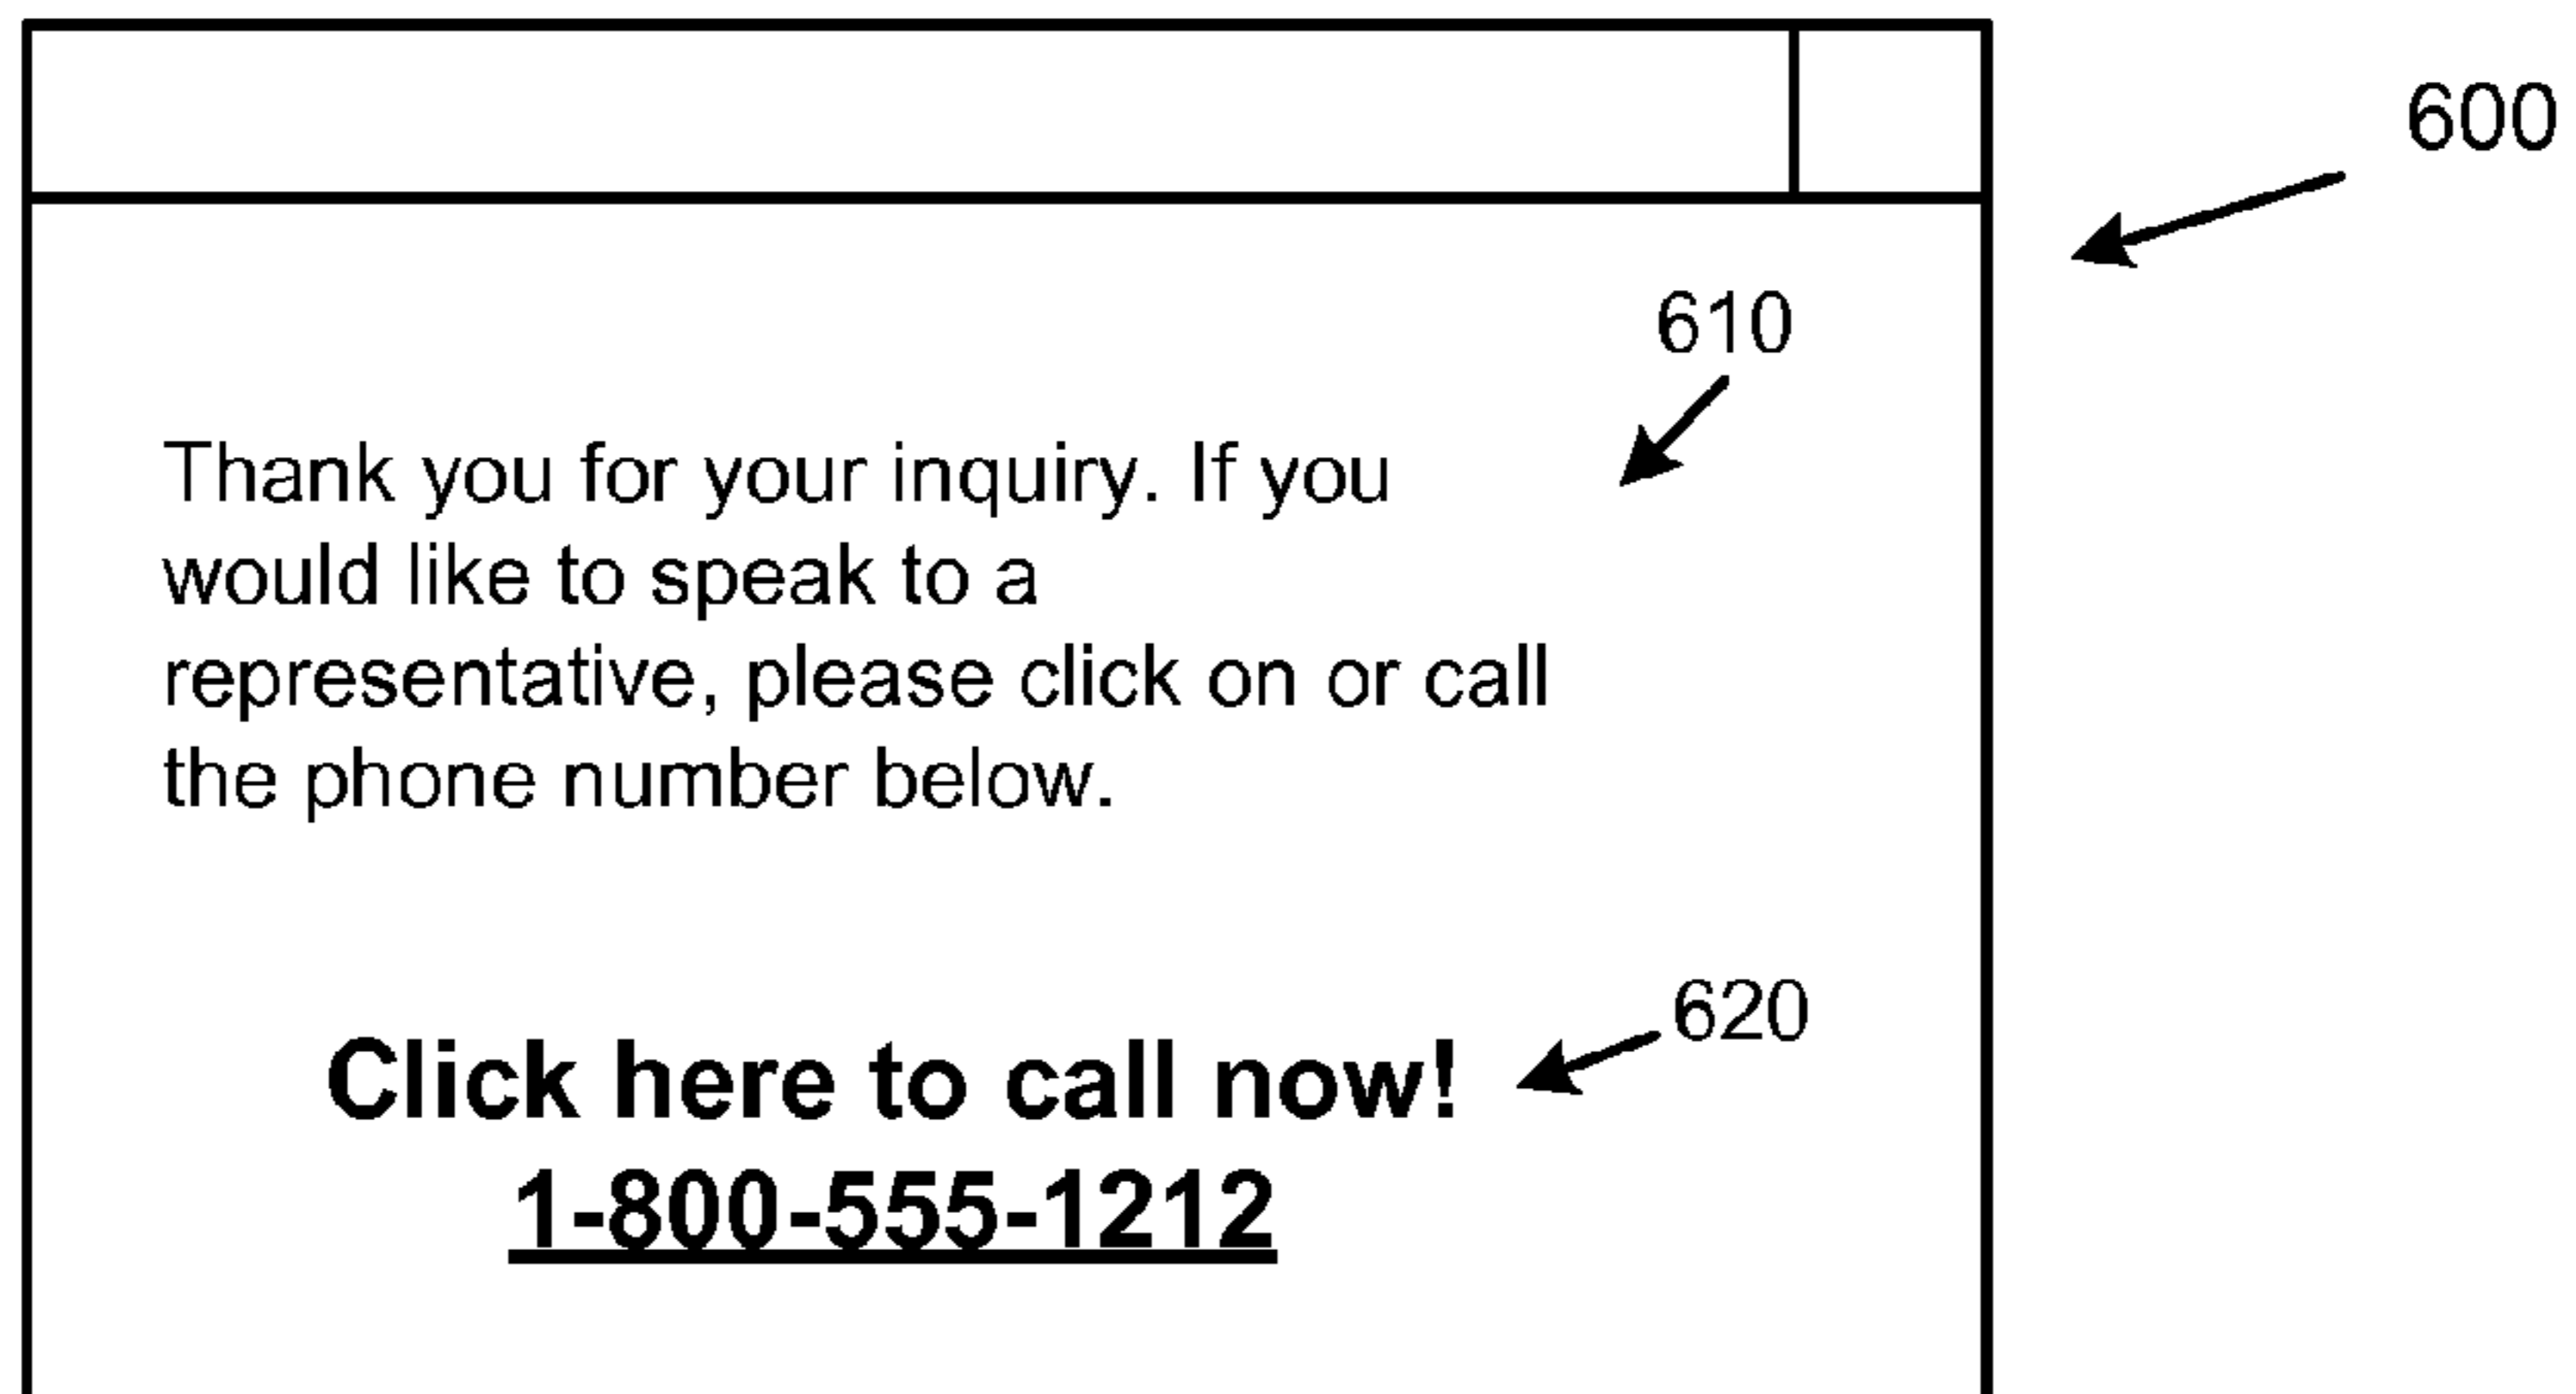 600
610
Thank you for your inquiry. If you
would like to speak to a
representative, please click on or call
the phone number below.
620
Click here to call now!
1-800-555-1212